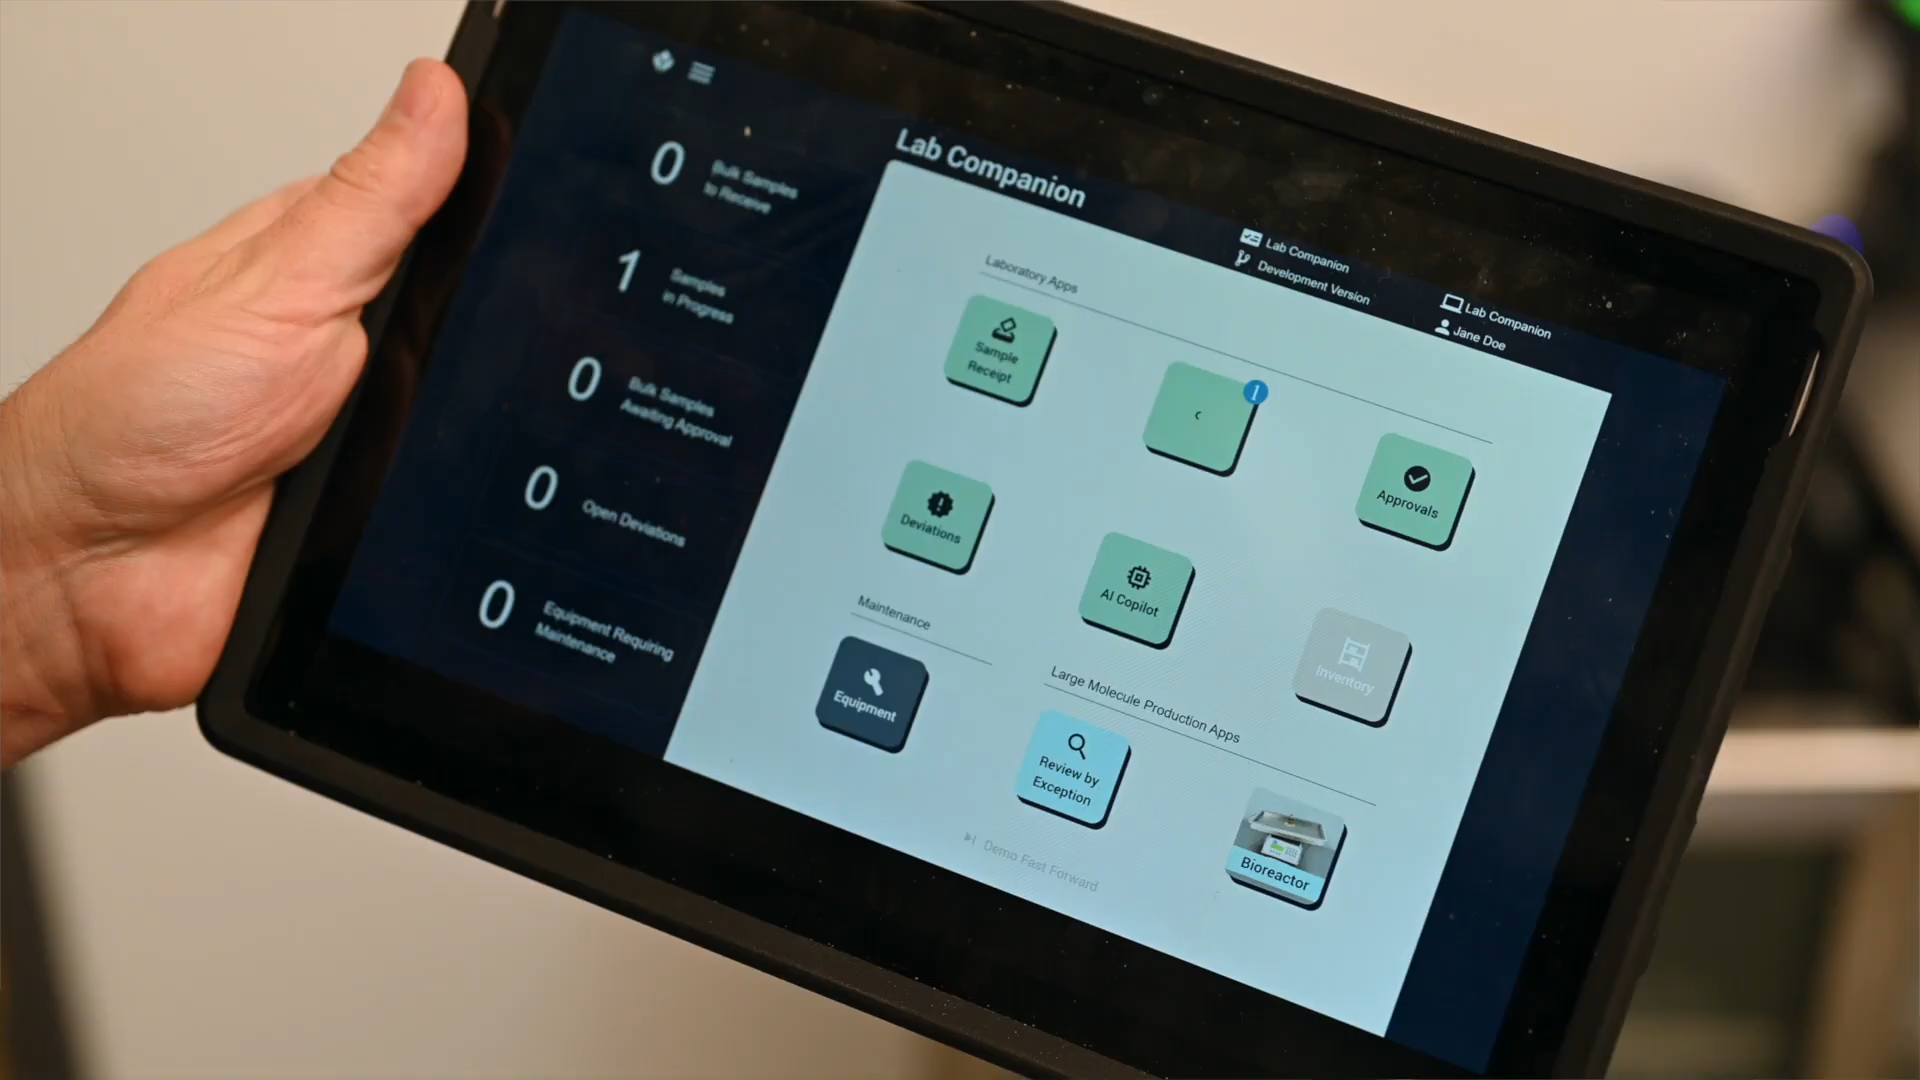 Lab Companion
Lab Companion
Development Version
Lab Companion
Jane Doe
0
Bulk Samples
to Receive
1
Samples
in Progress
0
Bulk Samples
Awaiting Approval
0
Open Deviations
0
Equipment Requiring
Maintenance
Laboratory Apps
Sample
Receipt
1
Approvals
Deviations
AI Copilot
Inventory
Maintenance
Equipment
Large Molecule Production Apps
Review by
Exception
Bioreactor
Demo Fast Forward